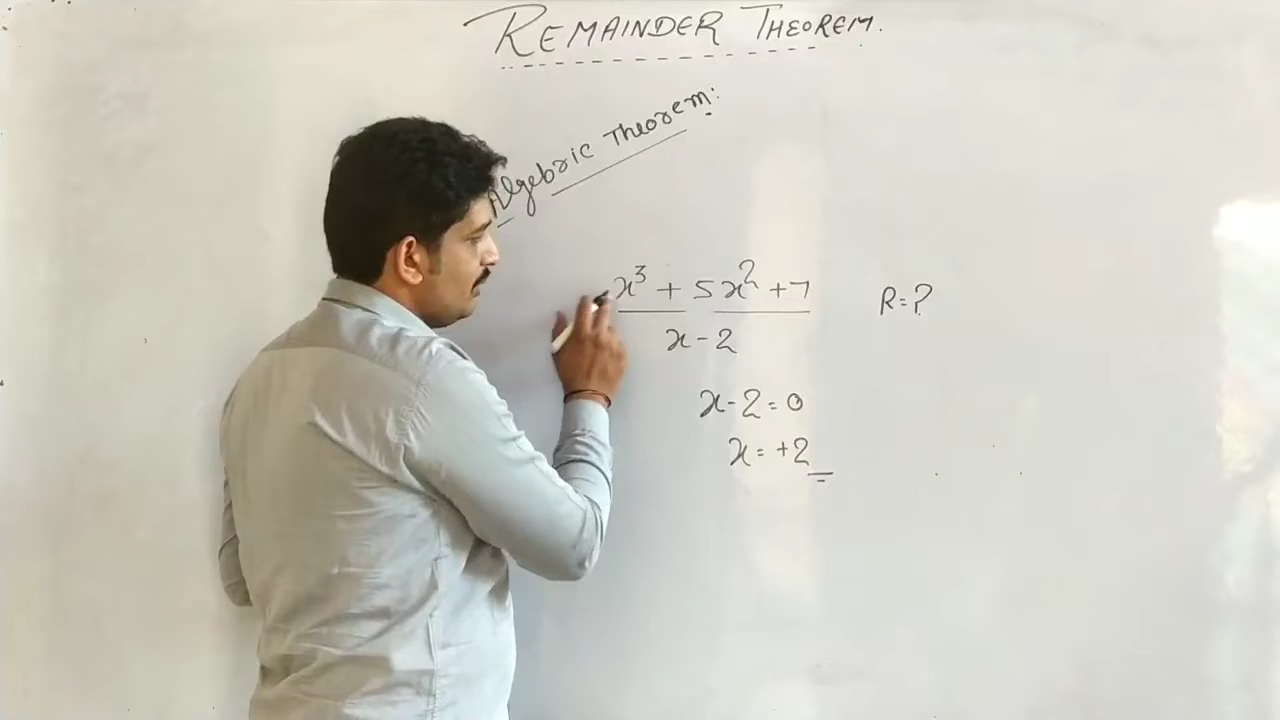 REMAINDER THEOREM.
Algebric Theorem:
x³ + 5x² +7
x-2
R=?
x-2=0
x=+2